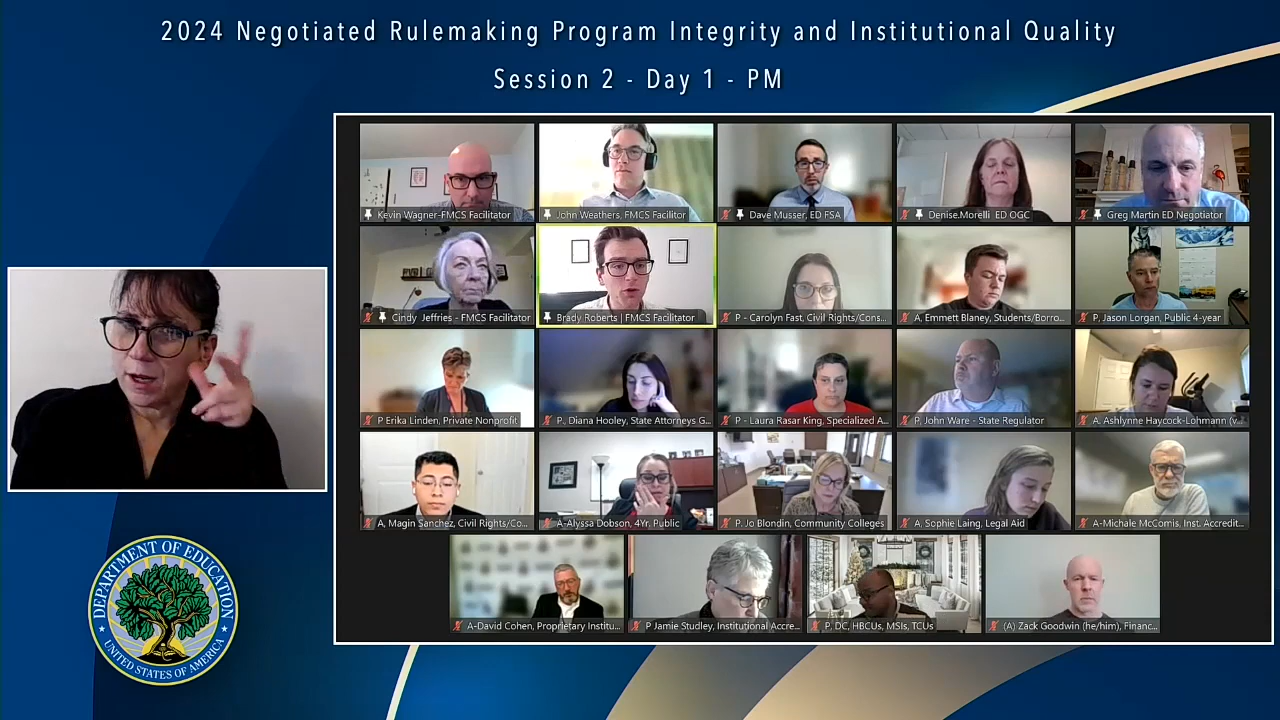 2024 Negotiated Rulemaking Program Integrity and Institutional Quality
Session 2 - Day 1 - PM
Kevin Wagner-FMCS Facilitator
John Weathers, FMCS Facilitor
Dave Musser, ED FSA
Denise.Morelli ED OGC
Greg Martin ED Negotiator
Cindy Jeffries - FMCS Facilitator
Brady Roberts | FMCS Facilitator
P - Carolyn Fast, Civil Rights/Cons...
A, Emmett Blaney, Students/Borro...
P, Jason Lorgan, Public 4-year
P Erika Linden, Private Nonprofit
P, Diana Hooley, State Attorneys G...
P - Laura Rasar King, Specialized A...
P, John Ware - State Regulator
A. Ashlynne Haycock-Lohmann (v...
A, Magin Sanchez, Civil Rights/Co...
A-Alyssa Dobson, 4Yr, Public
P. Jo Blondin, Community Colleges
A, Sophie Laing, Legal Aid
A-Michale McComis, Inst. Accredit...
A-David Cohen, Proprietary Institu...
P Jamie Studley, Institutional Accre...
P, DC, HBCUs, MSIs, TCUs
(A) Zack Goodwin (he/him), Financ...
DEPARTMENT OF EDUCATION
UNITED STATES OF AMERICA